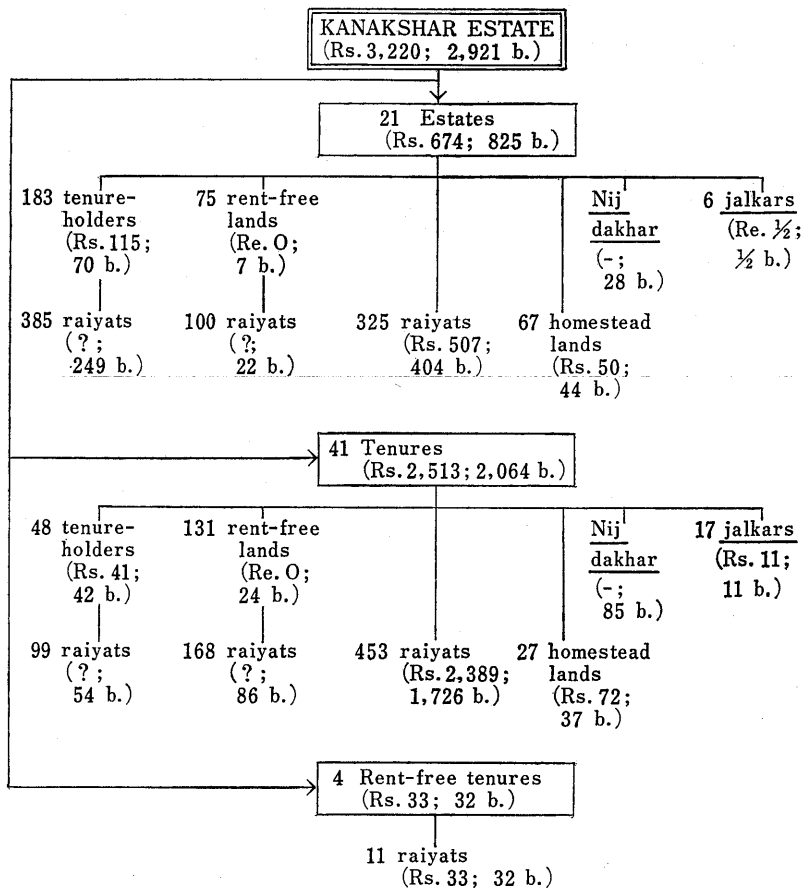 KANAKSHAR ESTATE
(Rs. 3,220; 2,921 b.)
21 Estates
(Rs. 674; 825 b.)
183 tenure-
holders
(Rs. 115;
70 b.)
75 rent-free
lands
(Re. O;
7 b.)
Nij
dakhar
(-;
28 b.)
6 jalkars
(Re. ½;
½ b.)
385 raiyats
(?;
249 b.)
100 raiyats
(?;
22 b.)
325 raiyats
(Rs. 507;
404 b.)
67 homestead
lands
(Rs. 50;
44 b.)
41 Tenures
(Rs. 2,513; 2,064 b.)
48 tenure-
holders
(Rs. 41;
42 b.)
131 rent-free
lands
(Re. O;
24 b.)
Nij
dakhar
(-;
85 b.)
17 jalkars
(Rs. 11;
11 b.)
99 raiyats
(?;
54 b.)
168 raiyats
(?;
86 b.)
453 raiyats
(Rs. 2,389;
1,726 b.)
27 homestead
lands
(Rs. 72;
37 b.)
4 Rent-free tenures
(Rs. 33; 32 b.)
11 raiyats
(Rs. 33; 32 b.)